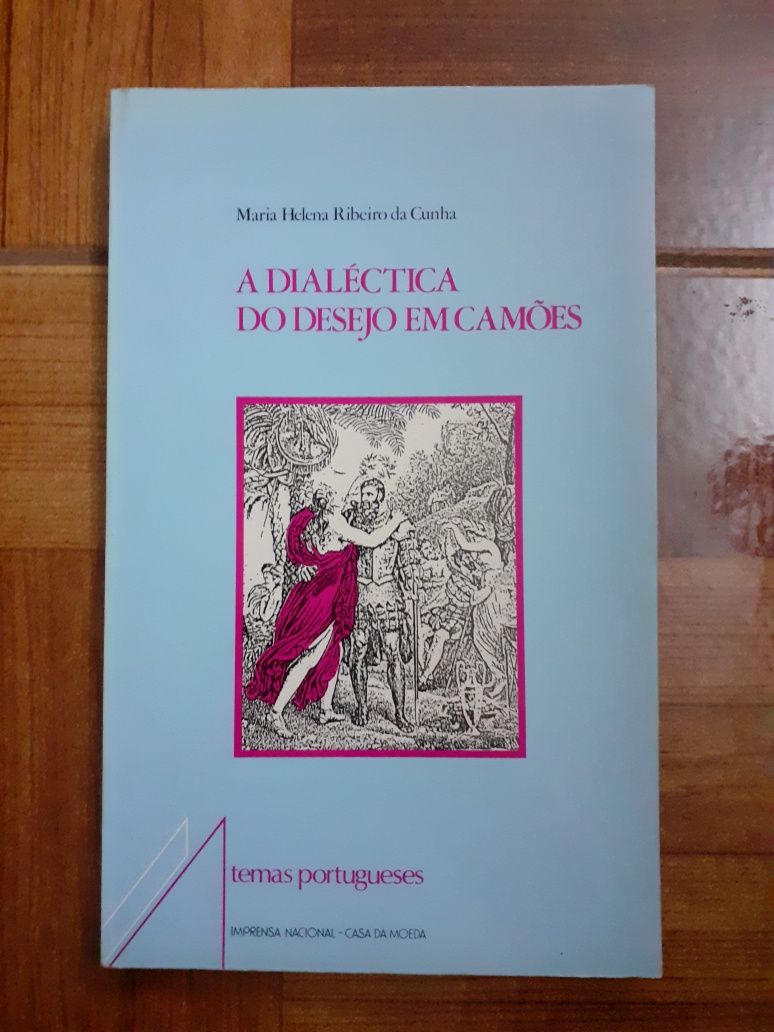 Maria Helena Ribeiro da Cunha
A DIALÉCTICA
DO DESEJO EM CAMÕES
temas portugueses
IMPRENSA NACIONAL - CASA DA MOEDA